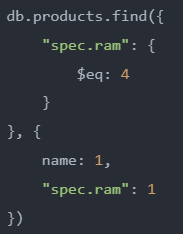 db.products.find({
    "spec.ram": {
        $eq: 4
    }
}, {
    name: 1,
    "spec.ram": 1
})